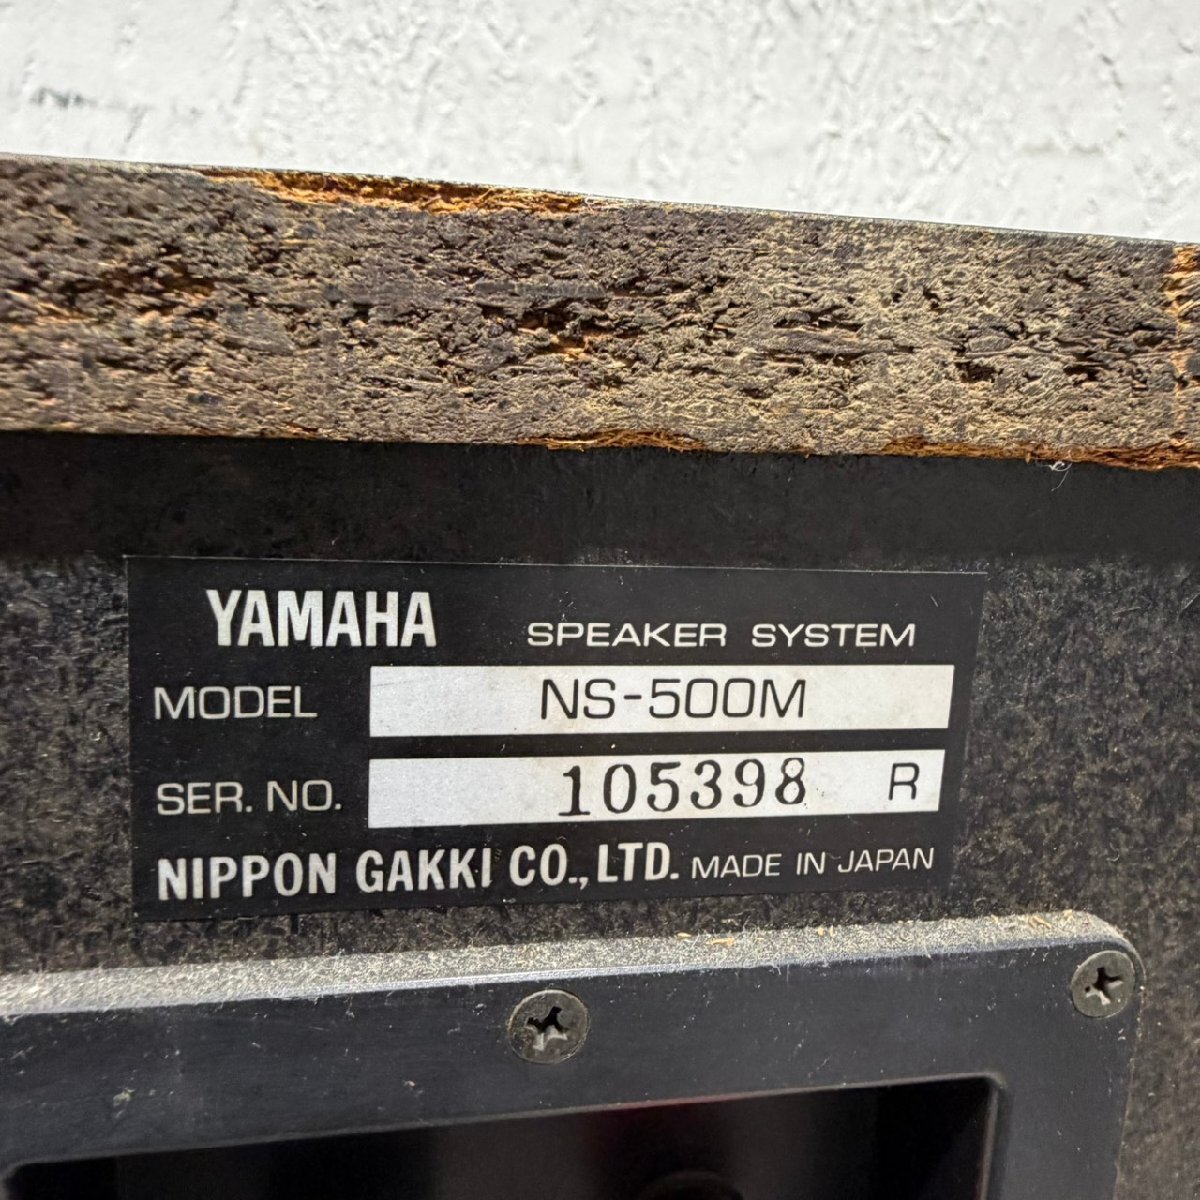 YAMAHA SPEAKER SYSTEM
MODEL NS-500M
SER. NO. 105398 R
NIPPON GAKKI CO., LTD. MADE IN JAPAN